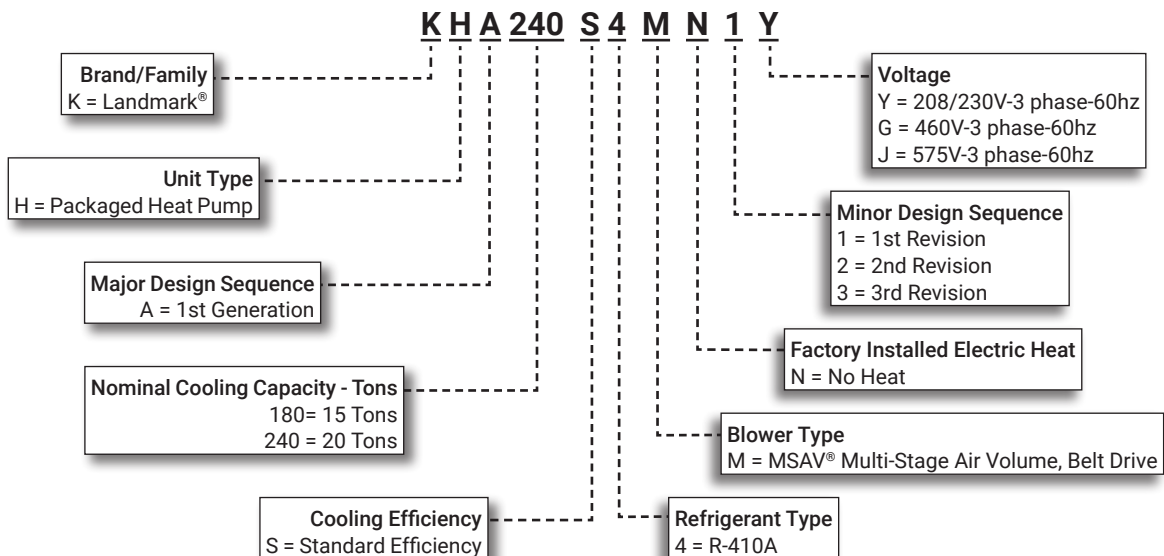 K H A 240 S 4 M N 1 Y
Brand/Family
K = Landmark®
Unit Type
H = Packaged Heat Pump
Major Design Sequence
A = 1st Generation
Nominal Cooling Capacity - Tons
180= 15 Tons
240 = 20 Tons
Cooling Efficiency
S = Standard Efficiency
Voltage
Y = 208/230V-3 phase-60hz
G = 460V-3 phase-60hz
J = 575V-3 phase-60hz
Minor Design Sequence
1 = 1st Revision
2 = 2nd Revision
3 = 3rd Revision
Factory Installed Electric Heat
N = No Heat
Blower Type
M = MSAV® Multi-Stage Air Volume, Belt Drive
Refrigerant Type
4 = R-410A